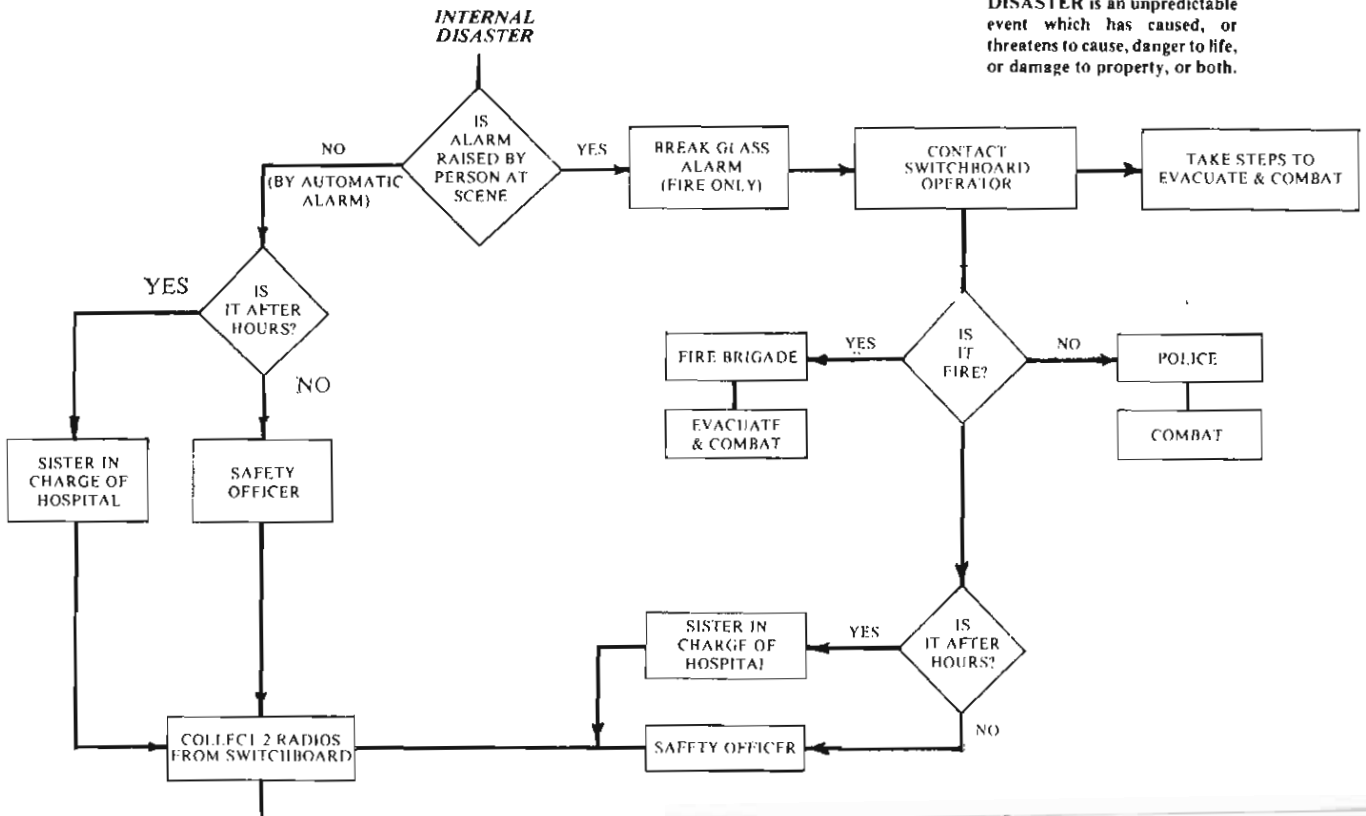 INTERNAL
DISASTER
DISASTER is an unpredictable
event which has caused, or
threatens to cause, danger to life,
or damage to property, or both.
IS
ALARM
RAISED BY
PERSON AT
SCENE
NO
(BY AUTOMATIC
ALARM)
YES
BREAK GLASS
ALARM
(FIRE ONLY)
CONTACT
SWITCHBOARD
OPERATOR
TAKE STEPS TO
EVACUATE & COMBAT
YES
IS
IT AFTER
HOURS?
NO
IS
IT
FIRE?
YES
FIRE BRIGADE
EVACUATE
& COMBAT
NO
POLICE
COMBAT
SISTER IN
CHARGE OF
HOSPITAL
SAFETY
OFFICER
IS
IT AFTER
HOURS?
YES
SISTER IN
CHARGE OF
HOSPITAL
NO
SAFETY OFFICER
COLLECT 2 RADIOS
FROM SWITCHBOARD